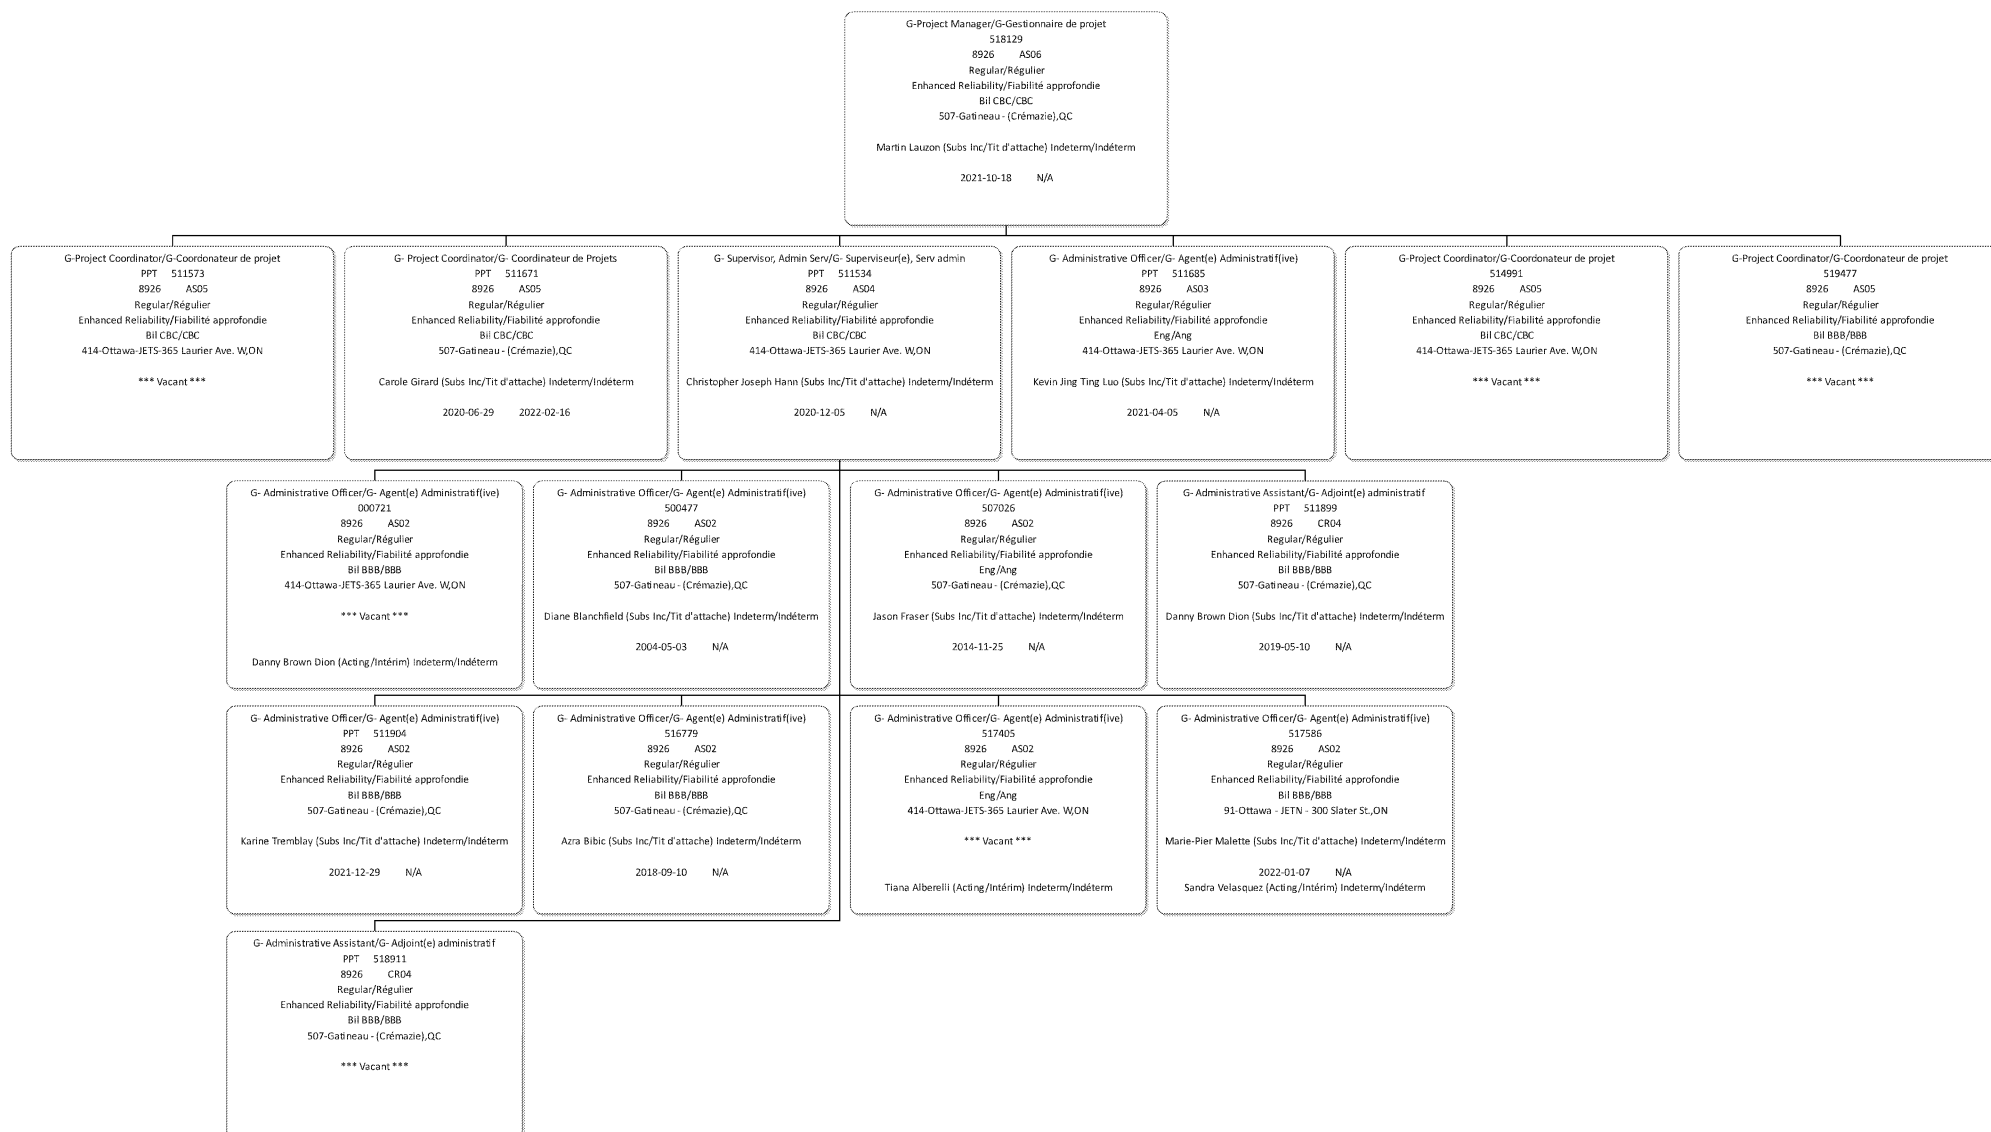 G-Project Manager/G-Gestionnaire de projet
518129
8926 AS06
Regular/Régulier
Enhanced Reliability/Fiabilité approfondie
Bil CBC/CBC
507-Gatineau - (Crémazie),QC
Martin Lauzon (Subs Inc/Tit d'attache) Indeterm/Indéterm
2021-10-18 N/A
G-Project Coordinator/G-Coordonateur de projet
PPT 511573
8926 AS05
Regular/Régulier
Enhanced Reliability/Fiabilité approfondie
Bil CBC/CBC
414-Ottawa-JETS-365 Laurier Ave. W,ON
*** Vacant ***
G- Project Coordinator/G- Coordinateur de Projets
PPT 511671
8926 AS05
Regular/Régulier
Enhanced Reliability/Fiabilité approfondie
Bil CBC/CBC
507-Gatineau - (Crémazie),QC
Carole Girard (Subs Inc/Tit d'attache) Indeterm/Indéterm
2020-06-29 2022-02-16
G- Supervisor, Admin Serv/G- Superviseur(e), Serv admin
PPT 511534
8926 AS04
Regular/Régulier
Enhanced Reliability/Fiabilité approfondie
Bil CBC/CBC
414-Ottawa-JETS-365 Laurier Ave. W,ON
Christopher Joseph Hann (Subs Inc/Tit d'attache) Indeterm/Indéterm
2020-12-05 N/A
G- Administrative Officer/G- Agent(e) Administratif(ive)
PPT 511685
8926 AS03
Regular/Régulier
Enhanced Reliability/Fiabilité approfondie
Eng/Ang
414-Ottawa-JETS-365 Laurier Ave. W,ON
Kevin Jing Ting Luo (Subs Inc/Tit d'attache) Indeterm/Indéterm
2021-04-05 N/A
G-Project Coordinator/G-Coordonateur de projet
514991
8926 AS05
Regular/Régulier
Enhanced Reliability/Fiabilité approfondie
Bil CBC/CBC
414-Ottawa-JETS-365 Laurier Ave. W,ON
*** Vacant ***
G-Project Coordinator/G-Coordonateur de projet
519477
8926 AS05
Regular/Régulier
Enhanced Reliability/Fiabilité approfondie
Bil BBB/BBB
507-Gatineau - (Crémazie),QC
*** Vacant ***
G- Administrative Officer/G- Agent(e) Administratif(ive)
000721
8926 AS02
Regular/Régulier
Enhanced Reliability/Fiabilité approfondie
Bil BBB/BBB
414-Ottawa-JETS-365 Laurier Ave. W,ON
*** Vacant ***
Danny Brown Dion (Acting/Intérim) Indeterm/Indéterm
G- Administrative Officer/G- Agent(e) Administratif(ive)
500477
8926 AS02
Regular/Régulier
Enhanced Reliability/Fiabilité approfondie
Bil BBB/BBB
507-Gatineau - (Crémazie),QC
Diane Blanchfield (Subs Inc/Tit d'attache) Indeterm/Indéterm
2004-05-03 N/A
G- Administrative Officer/G- Agent(e) Administratif(ive)
507026
8926 AS02
Regular/Régulier
Enhanced Reliability/Fiabilité approfondie
Eng/Ang
507-Gatineau - (Crémazie),QC
Jason Fraser (Subs Inc/Tit d'attache) Indeterm/Indéterm
2014-11-25 N/A
G- Administrative Assistant/G- Adjoint(e) administratif
PPT 511899
8926 CR04
Regular/Régulier
Enhanced Reliability/Fiabilité approfondie
Bil BBB/BBB
507-Gatineau - (Crémazie),QC
Danny Brown Dion (Subs Inc/Tit d'attache) Indeterm/Indéterm
2019-05-10 N/A
G- Administrative Officer/G- Agent(e) Administratif(ive)
PPT 511904
8926 AS02
Regular/Régulier
Enhanced Reliability/Fiabilité approfondie
Bil BBB/BBB
507-Gatineau - (Crémazie),QC
Karine Tremblay (Subs Inc/Tit d'attache) Indeterm/Indéterm
2021-12-29 N/A
G- Administrative Officer/G- Agent(e) Administratif(ive)
516779
8926 AS02
Regular/Régulier
Enhanced Reliability/Fiabilité approfondie
Bil BBB/BBB
507-Gatineau - (Crémazie),QC
Azra Bibic (Subs Inc/Tit d'attache) Indeterm/Indéterm
2018-09-10 N/A
G- Administrative Officer/G- Agent(e) Administratif(ive)
517405
8926 AS02
Regular/Régulier
Enhanced Reliability/Fiabilité approfondie
Eng/Ang
414-Ottawa-JETS-365 Laurier Ave. W,ON
*** Vacant ***
Tiana Alberelli (Acting/Intérim) Indeterm/Indéterm
G- Administrative Officer/G- Agent(e) Administratif(ive)
517586
8926 AS02
Regular/Régulier
Enhanced Reliability/Fiabilité approfondie
Bil BBB/BBB
91-Ottawa - JETN - 300 Slater St.,ON
Marie-Pier Malette (Subs Inc/Tit d'attache) Indeterm/Indéterm
2022-01-07 N/A
Sandra Velasquez (Acting/Intérim) Indeterm/Indéterm
G- Administrative Assistant/G- Adjoint(e) administratif
PPT 518911
8926 CR04
Regular/Régulier
Enhanced Reliability/Fiabilité approfondie
Bil BBB/BBB
507-Gatineau - (Crémazie),QC
*** Vacant ***